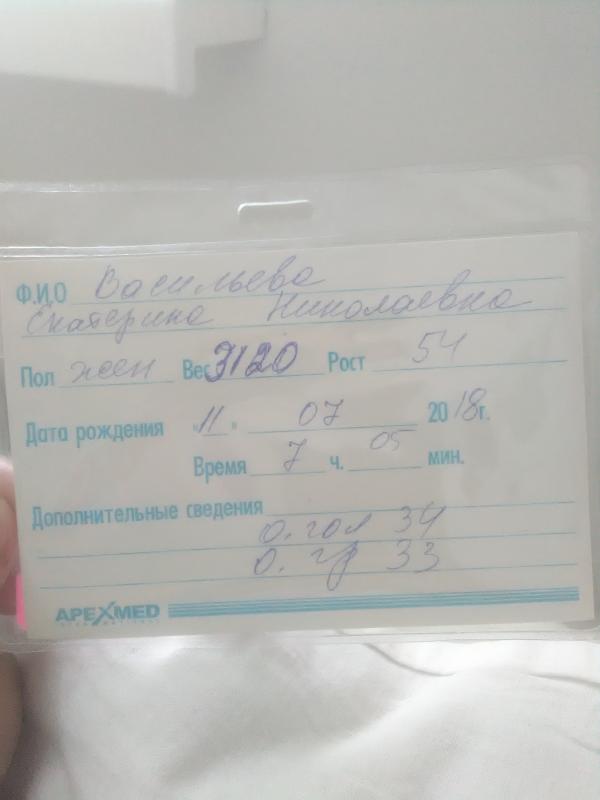 Ф.И.О Васильева
Екатерина Николаевна
Пол жен Вес 3120 Рост 54
Дата рождения "11" 07 2018г.
Время 7 ч. 05 мин.
Дополнительные сведения
о. гол 34
о. гр 33
APEXMED